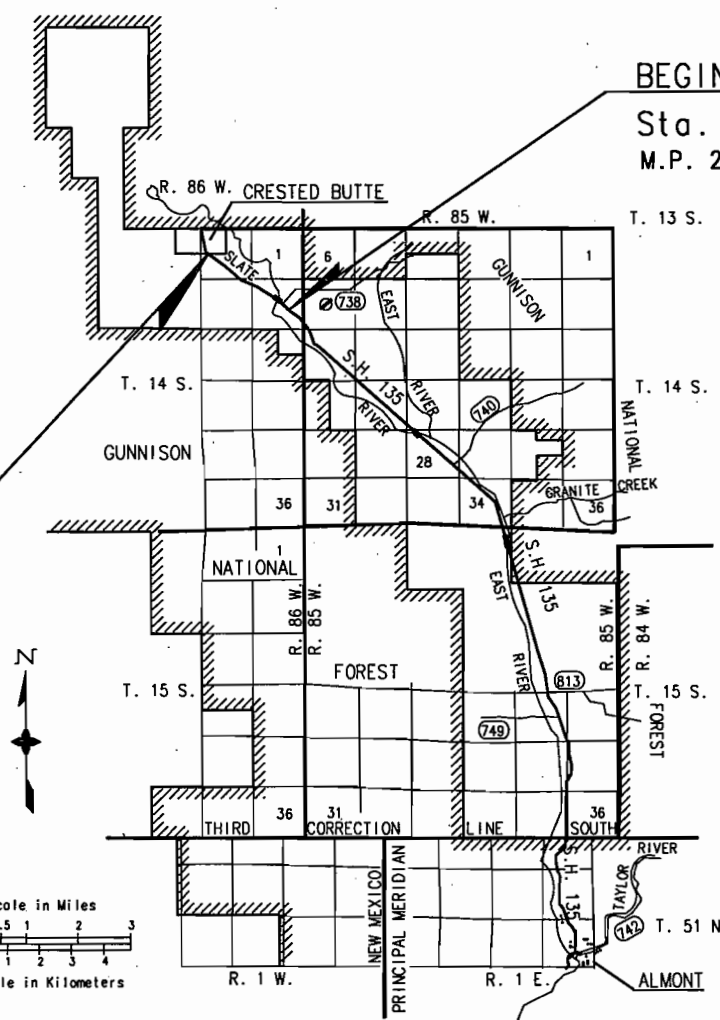 BEGIN
Sta.
M.P. 2
R. 86 W. CRESTED BUTTE
R. 85 W.
T. 13 S.
1
6
1
SLATE
GUNNISON
738
EAST
S.H. 135
RIVER
RIVER
T. 14 S.
T. 14 S.
740
NATIONAL
GUNNISON
28
GRANITE CREEK
36
31
34
36
1
NATIONAL
S.H. 135
EAST
R. 86 W.
R. 85 W.
R. 85 W.
R. 84 W.
N
RIVER
FOREST
813
T. 15 S.
T. 15 S.
FOREST
749
36
31
36
THIRD CORRECTION LINE SOUTH
RIVER
S.H. 135
TAYLOR
NEW MEXICO
PRINCIPAL MERIDIAN
742
T. 51 N
cale in Miles
.5 1 2 3
1 2 3 4
le in Kilometers
R. 1 W.
R. 1 E.
ALMONT